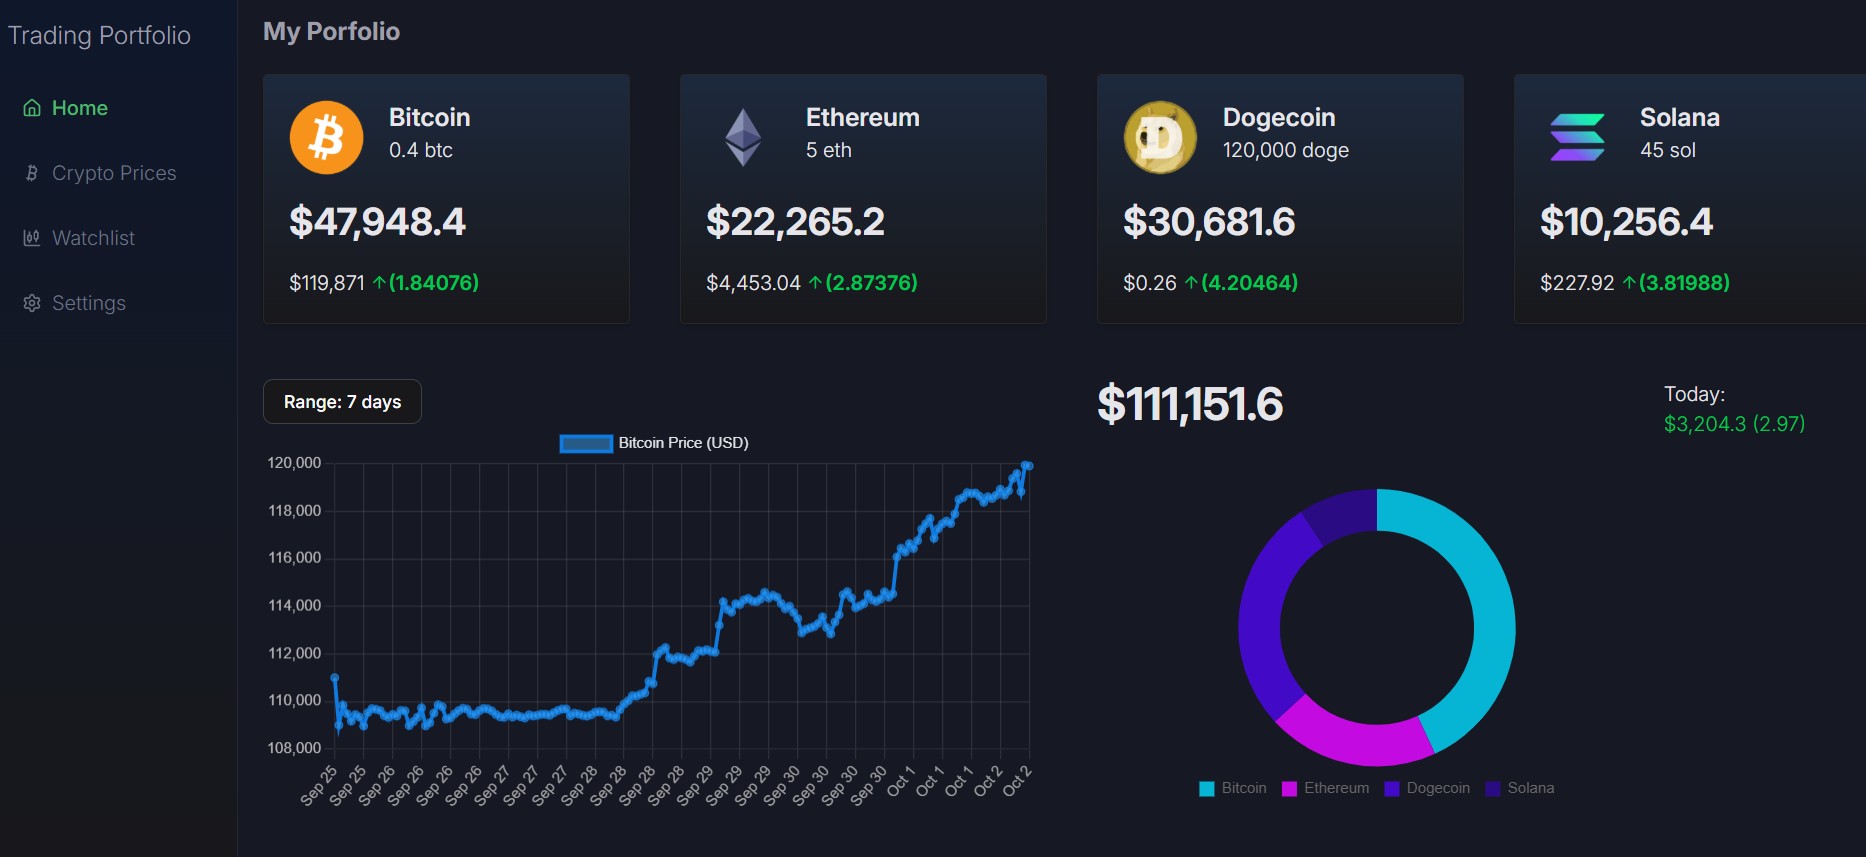 Trading Portfolio
Home
Crypto Prices
Watchlist
Settings
My Porfolio
Bitcoin
0.4 btc
$47,948.4
$119,871 ↑(1.84076)
Ethereum
5 eth
$22,265.2
$4,453.04 ↑(2.87376)
Dogecoin
120,000 doge
$30,681.6
$0.26 ↑(4.20464)
Solana
45 sol
$10,256.4
$227.92 ↑(3.81988)
Range: 7 days
Bitcoin Price (USD)
120,000
118,000
116,000
114,000
112,000
110,000
108,000
Sep 25
Sep 25
Sep 26
Sep 26
Sep 26
Sep 26
Sep 27
Sep 27
Sep 27
Sep 28
Sep 28
Sep 28
Sep 28
Sep 29
Sep 29
Sep 29
Sep 30
Sep 30
Sep 30
Sep 30
Oct 1
Oct 1
Oct 1
Oct 2
Oct 2
$111,151.6
Today:
$3,204.3 (2.97)
Bitcoin
Ethereum
Dogecoin
Solana